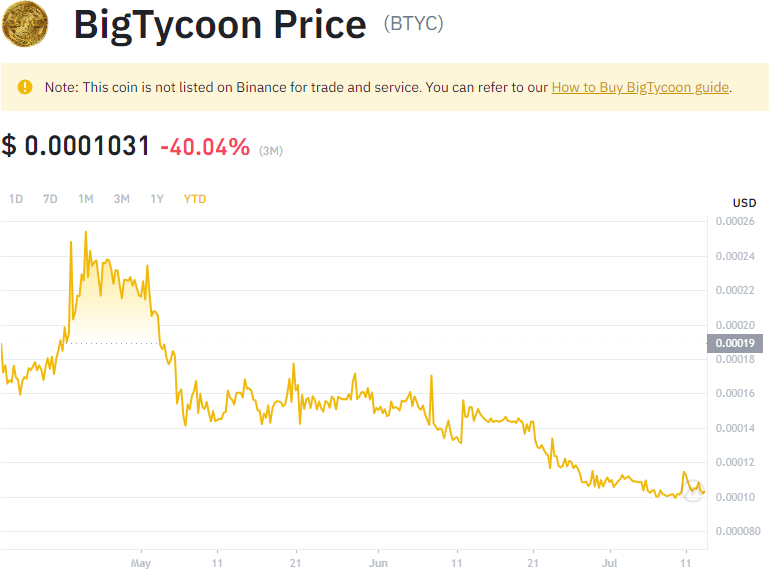 BigTycoon Price (BTYC)
Note: This coin is not listed on Binance for trade and service. You can refer to our How to Buy BigTycoon guide.
$ 0.0001031 -40.04% (3M)
1D 7D 1M 3M 1Y YTD
USD
0.00026
0.00024
0.00022
0.00020
0.00019
0.00018
0.00016
0.00014
0.00012
0.00010
0.000080
May 11 21 Jun 11 21 Jul 11